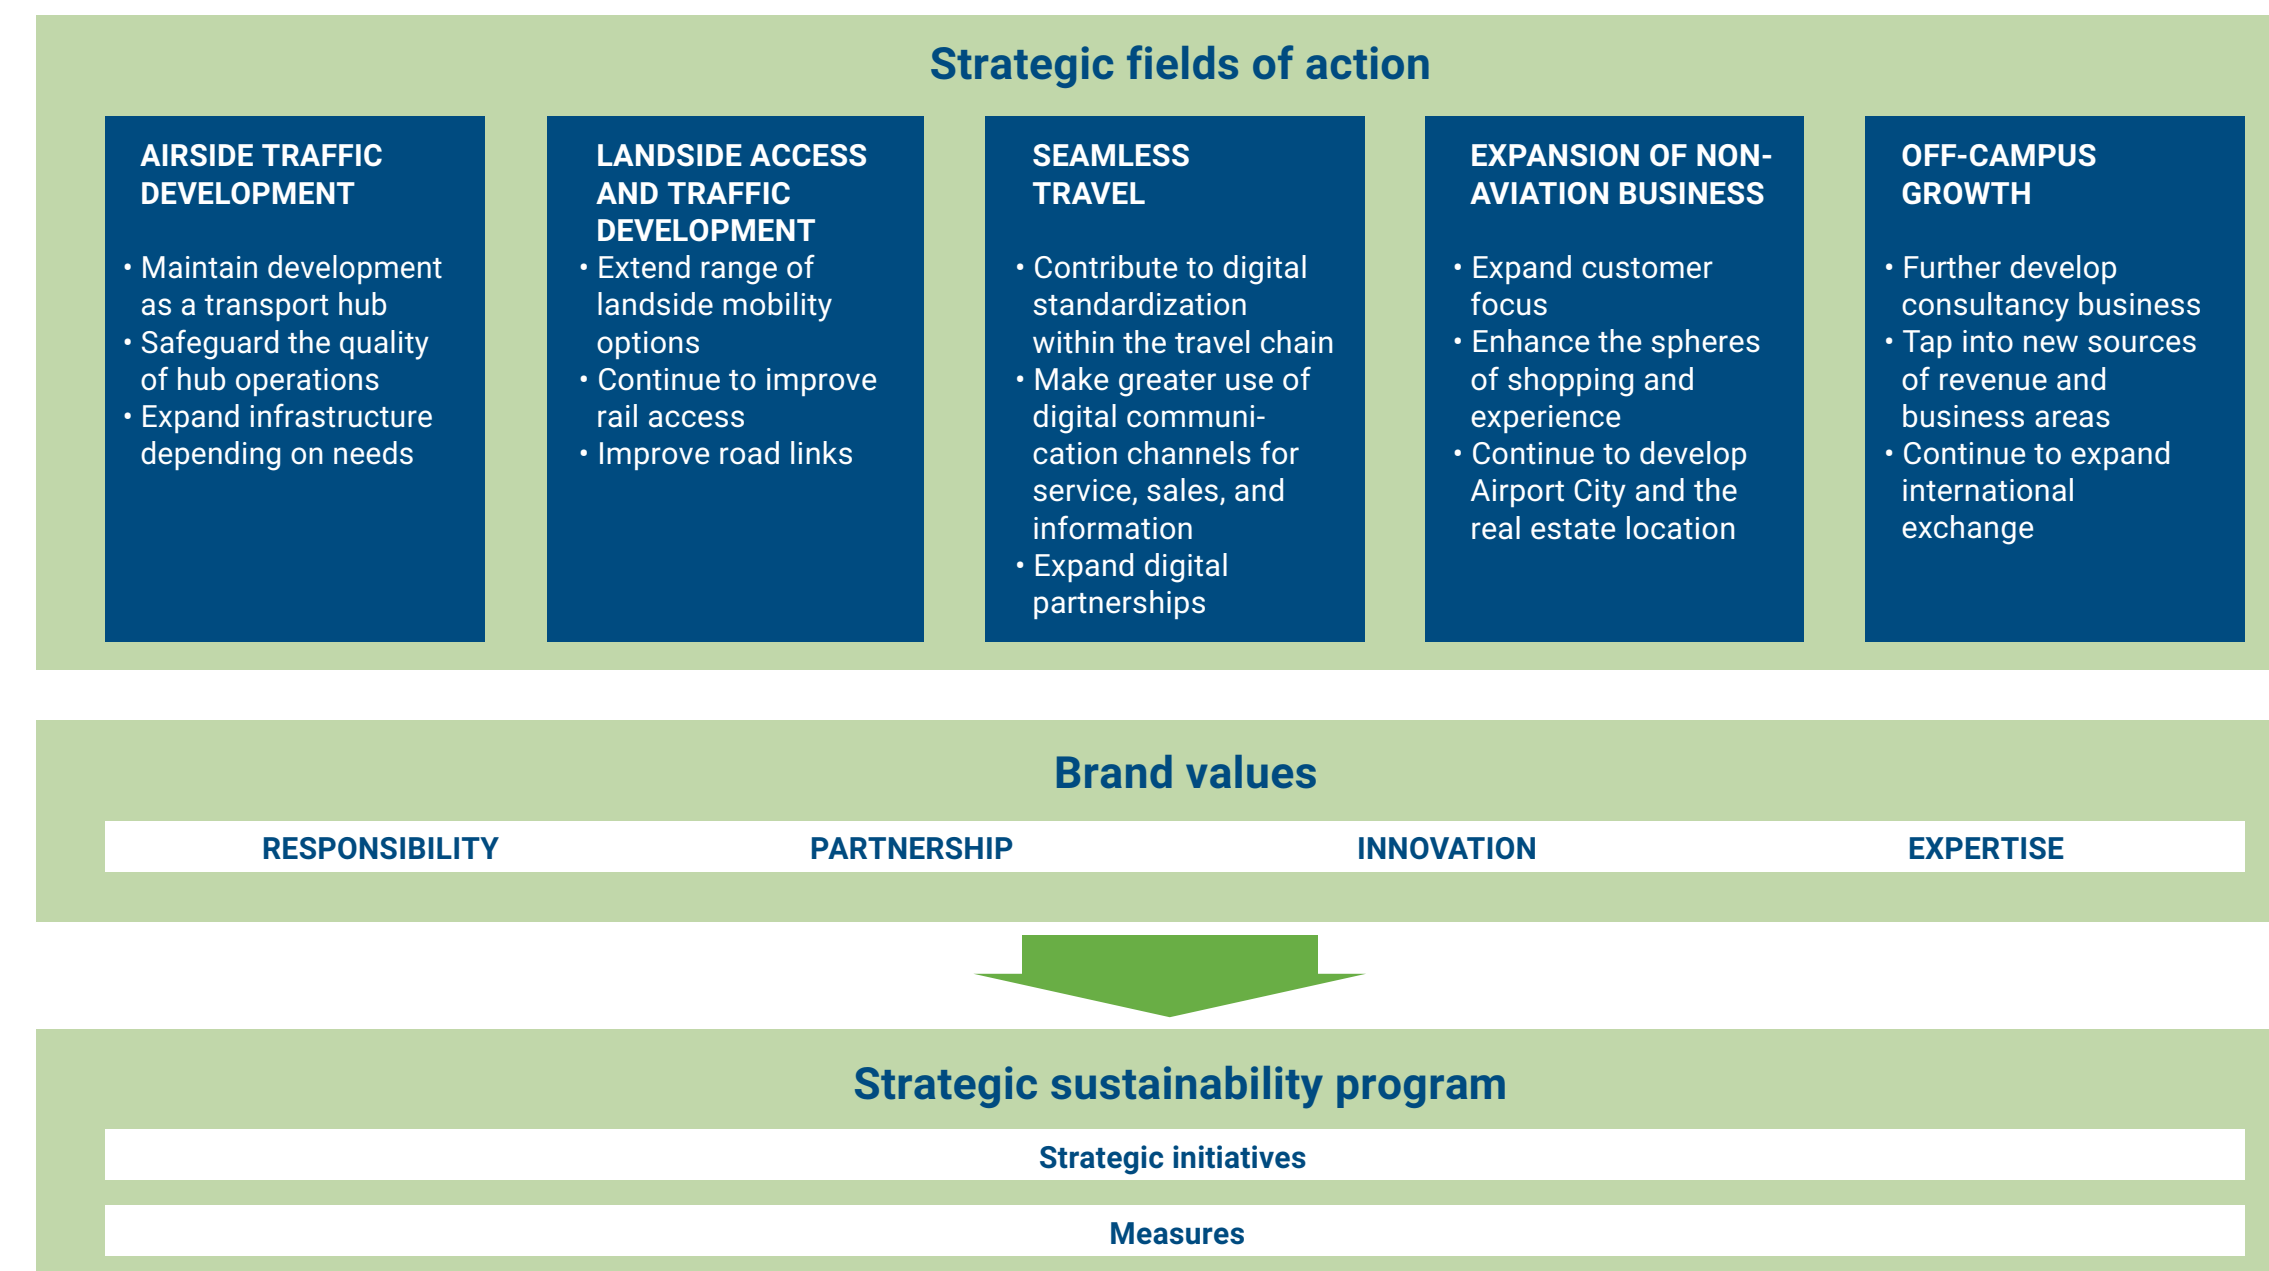 Strategic fields of action
AIRSIDE TRAFFIC
DEVELOPMENT
• Maintain development
as a transport hub
• Safeguard the quality
of hub operations
• Expand infrastructure
depending on needs
LANDSIDE ACCESS
AND TRAFFIC
DEVELOPMENT
• Extend range of
landside mobility
options
• Continue to improve
rail access
• Improve road links
SEAMLESS
TRAVEL
• Contribute to digital
standardization
within the travel chain
• Make greater use of
digital communi-
cation channels for
service, sales, and
information
• Expand digital
partnerships
EXPANSION OF NON-
AVIATION BUSINESS
• Expand customer
focus
• Enhance the spheres
of shopping and
experience
• Continue to develop
Airport City and the
real estate location
OFF-CAMPUS
GROWTH
• Further develop
consultancy business
• Tap into new sources
of revenue and
business areas
• Continue to expand
international
exchange
Brand values
RESPONSIBILITY PARTNERSHIP INNOVATION EXPERTISE
Strategic sustainability program
Strategic initiatives
Measures